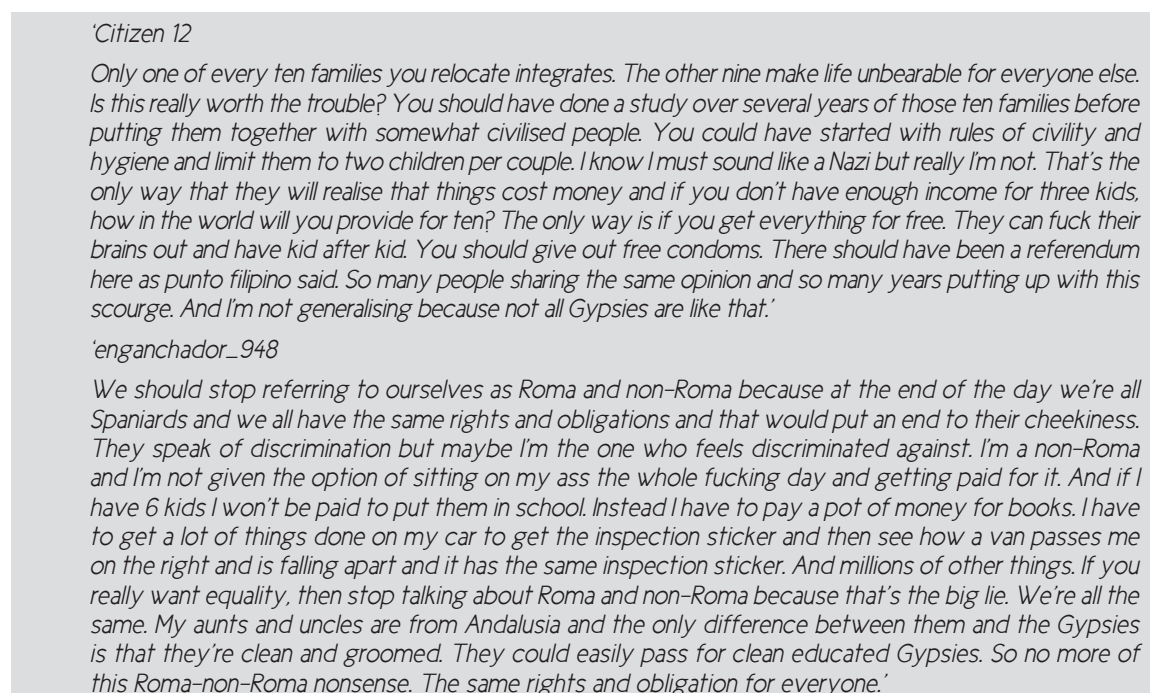 ‘Citizen 12
Only one of every ten families you relocate integrates. The other nine make life unbearable for everyone else.
Is this really worth the trouble? You should have done a study over several years of those ten families before
putting them together with somewhat civilised people. You could have started with rules of civility and
hygiene and limit them to two children per couple. I know I must sound like a Nazi but really I’m not. That’s the
only way that they will realise that things cost money and if you don’t have enough income for three kids,
how in the world will you provide for ten? The only way is if you get everything for free. They can fuck their
brains out and have kid after kid. You should give out free condoms. There should have been a referendum
here as punto filipino said. So many people sharing the same opinion and so many years putting up with this
scourge. And I’m not generalising because not all Gypsies are like that.’
‘enganchador_948
We should stop referring to ourselves as Roma and non-Roma because at the end of the day we’re all
Spaniards and we all have the same rights and obligations and that would put an end to their cheekiness.
They speak of discrimination but maybe I’m the one who feels discriminated against. I’m a non-Roma
and I’m not given the option of sitting on my ass the whole fucking day and getting paid for it. And if I
have 6 kids I won’t be paid to put them in school. Instead I have to pay a pot of money for books. I have
to get a lot of things done on my car to get the inspection sticker and then see how a van passes me
on the right and is falling apart and it has the same inspection sticker. And millions of other things. If you
really want equality, then stop talking about Roma and non-Roma because that’s the big lie. We’re all the
same. My aunts and uncles are from Andalusia and the only difference between them and the Gypsies
is that they’re clean and groomed. They could easily pass for clean educated Gypsies. So no more of
this Roma-non-Roma nonsense. The same rights and obligation for everyone.’